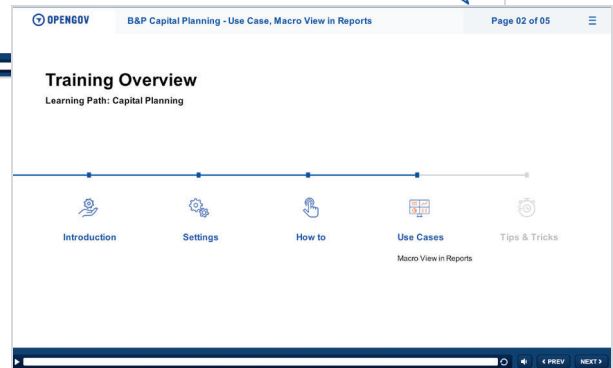 OPENGOV
B&P Capital Planning - Use Case, Macro View in Reports
Page 02 of 05
Training Overview
Learning Path: Capital Planning
Introduction
Settings
How to
Use Cases
Tips & Tricks
Macro View in Reports
PREV
NEXT